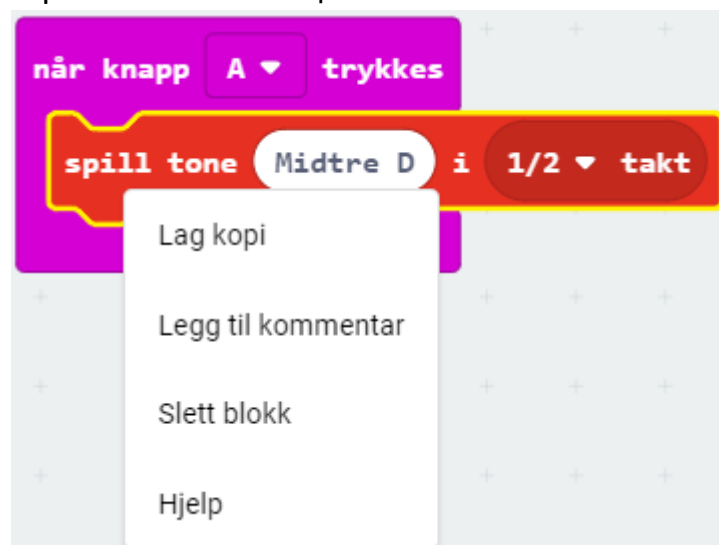 når knapp A trykkes
spill tone Midtre D i 1/2 takt
Lag kopi
Legg til kommentar
Slett blokk
Hjelp